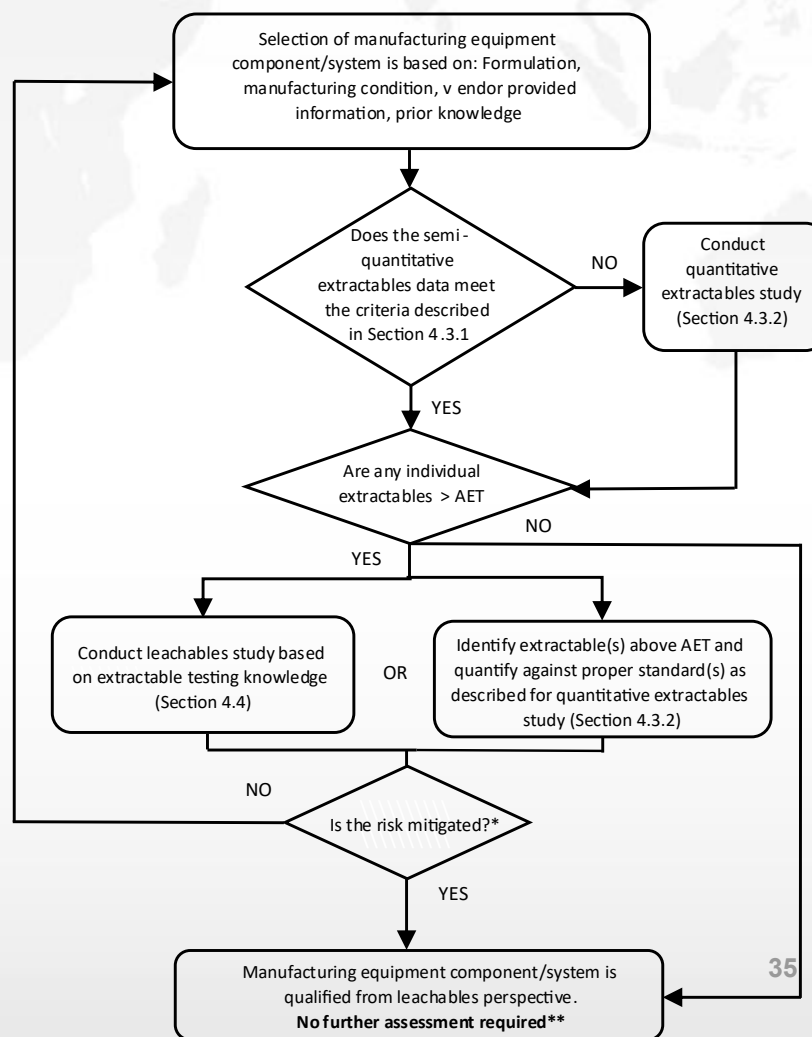 Selection of manufacturing equipment
component/system is based on: Formulation,
manufacturing condition, v endor provided
information, prior knowledge
Does the semi -
quantitative
extractables data meet
the criteria described
in Section 4 .3.1
NO
Conduct
quantitative
extractables study
(Section 4.3.2)
YES
Are any individual
extractables > AET
NO
YES
Conduct leachables study based
on extractable testing knowledge
(Section 4.4)
OR
Identify extractable(s) above AET and
quantify against proper standard(s) as
described for quantitative extractables
study (Section 4.3.2)
NO
Is the risk mitigated?*
YES
Manufacturing equipment component/system is
qualified from leachables perspective.
No further assessment required**
35